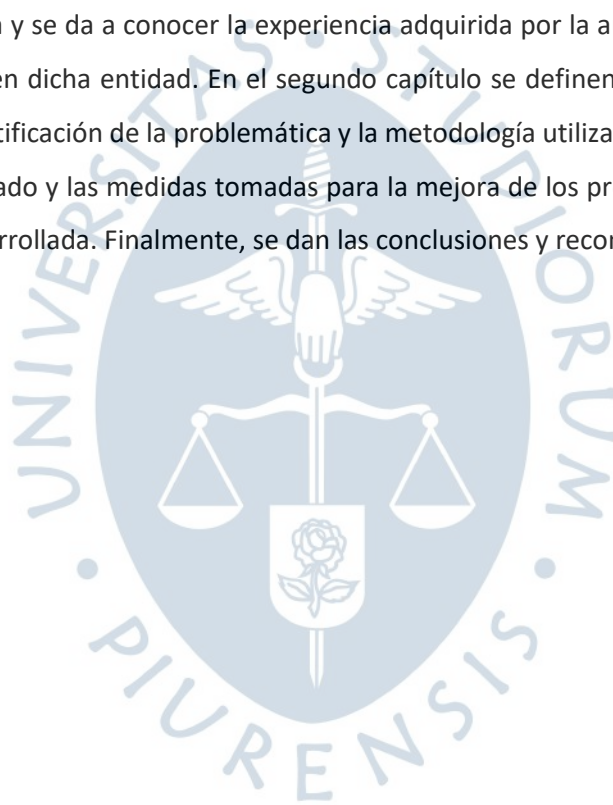 y se da a conocer la experiencia adquirida por la a
en dicha entidad. En el segundo capítulo se definen
tificación de la problemática y la metodología utiliza
ado y las medidas tomadas para la mejora de los pr
rrollada. Finalmente, se dan las conclusiones y recor
UNIVERSITAS • STUDIORUM • PIURENSIS •